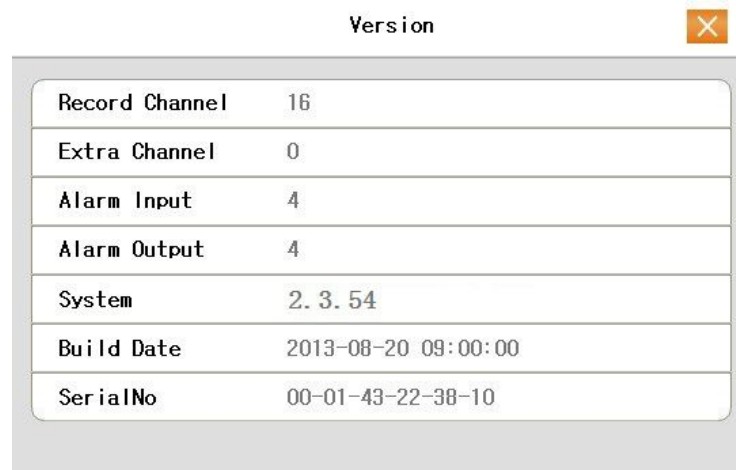 Version
Record Channel 16
Extra Channel 0
Alarm Input 4
Alarm Output 4
System 2.3.54
Build Date 2013-08-20 09:00:00
SerialNo 00-01-43-22-38-10